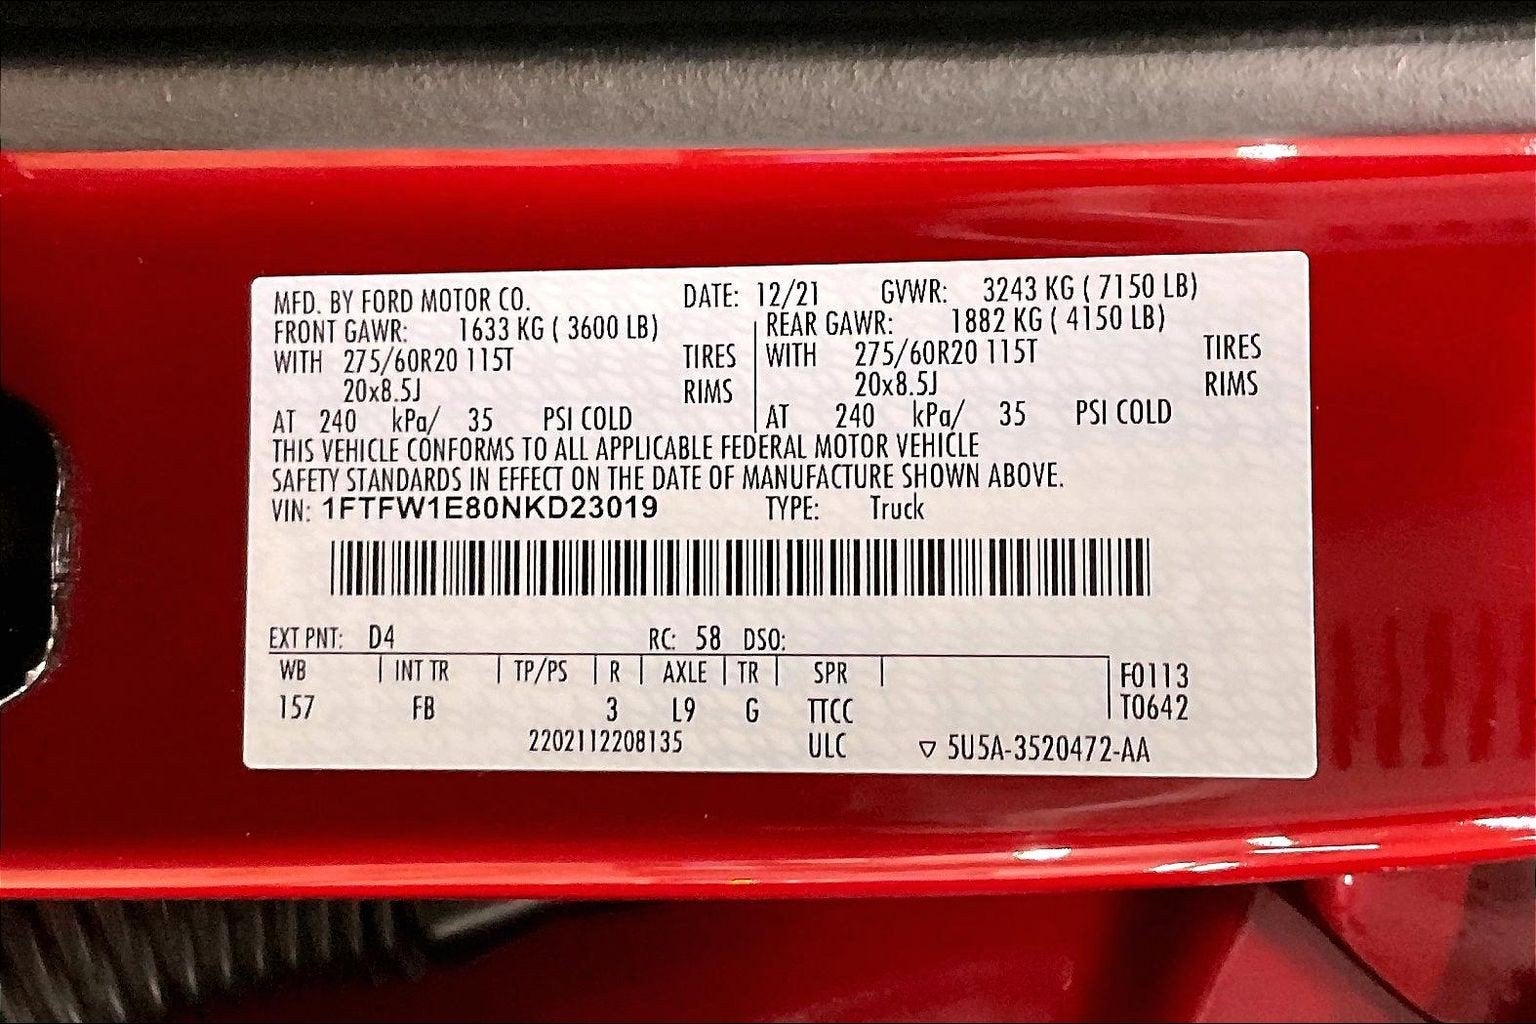 MFD. BY FORD MOTOR CO. DATE: 12/21 GVWR: 3243 KG ( 7150 LB)
FRONT GAWR: 1633 KG ( 3600 LB) REAR GAWR: 1882 KG ( 4150 LB)
WITH 275/60R20 115T TIRES WITH 275/60R20 115T TIRES
20x8.5J RIMS 20x8.5J RIMS
AT 240 kPa/ 35 PSI COLD AT 240 kPa/ 35 PSI COLD
THIS VEHICLE CONFORMS TO ALL APPLICABLE FEDERAL MOTOR VEHICLE
SAFETY STANDARDS IN EFFECT ON THE DATE OF MANUFACTURE SHOWN ABOVE.
VIN: 1FTFW1E80NKD23019 TYPE: Truck
EXT PNT: D4 RC: 58 DSO:
WB INT TR TP/PS R AXLE TR SPR F0113
157 FB 3 L9 G TTCC T0642
2202112208135 ULC ▽ 5U5A-3520472-AA